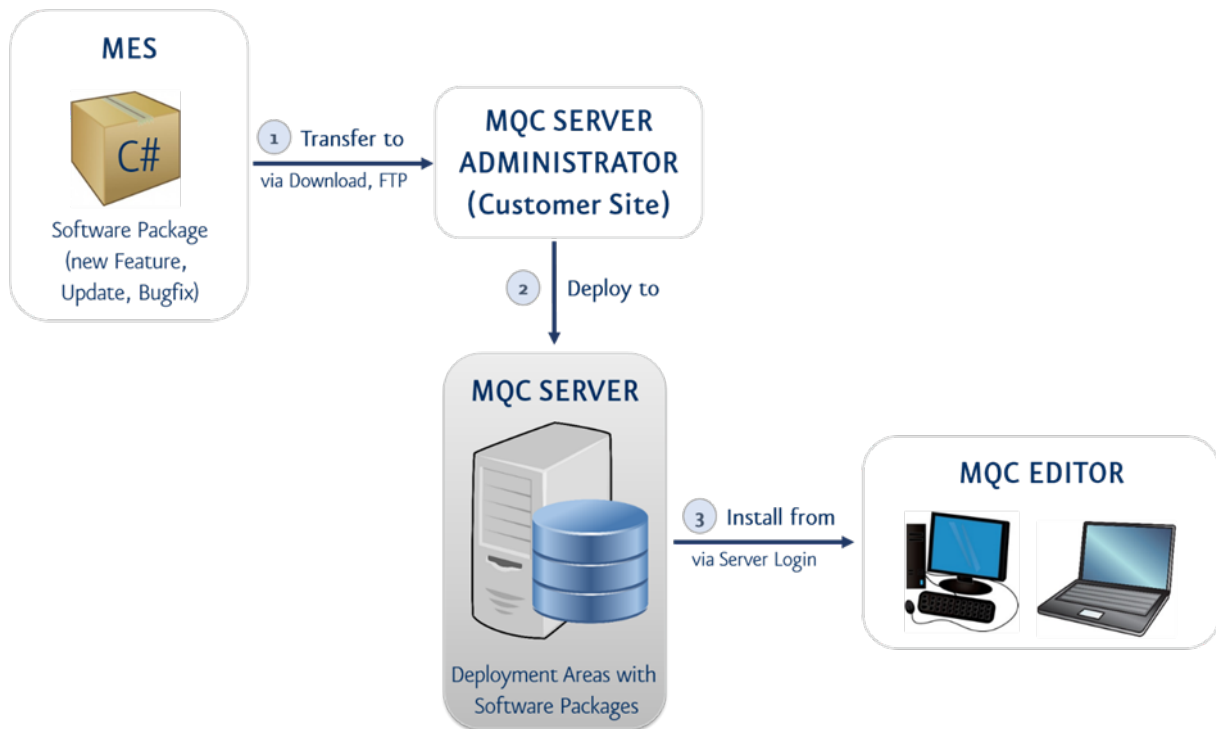 MES
C#
Software Package
(new Feature,
Update, Bugfix)
1 Transfer to
via Download, FTP
MQC SERVER
ADMINISTRATOR
(Customer Site)
2 Deploy to
MQC SERVER
Deployment Areas with
Software Packages
3 Install from
via Server Login
MQC EDITOR